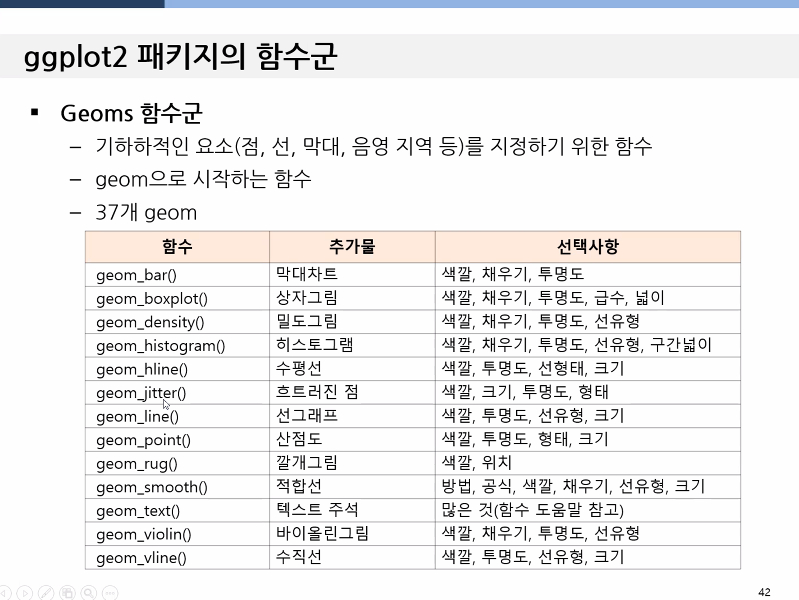 ggplot2 패키지의 함수군
▪ Geoms 함수군
– 기하하적인 요소(점, 선, 막대, 음영 지역 등)를 지정하기 위한 함수
– geom으로 시작하는 함수
– 37개 geom
함수 추가물 선택사항
geom_bar() 막대차트 색깔, 채우기, 투명도
geom_boxplot() 상자그림 색깔, 채우기, 투명도, 급수, 넓이
geom_density() 밀도그림 색깔, 채우기, 투명도, 선유형
geom_histogram() 히스토그램 색깔, 채우기, 투명도, 선유형, 구간넓이
geom_hline() 수평선 색깔, 투명도, 선형태, 크기
geom_jitter() 흐트러진 점 색깔, 크기, 투명도, 형태
geom_line() 선그래프 색깔, 투명도, 선유형, 크기
geom_point() 산점도 색깔, 투명도, 형태, 크기
geom_rug() 깔개그림 색깔, 위치
geom_smooth() 적합선 방법, 공식, 색깔, 채우기, 선유형, 크기
geom_text() 텍스트 주석 많은 것(함수 도움말 참고)
geom_violin() 바이올린그림 색깔, 채우기, 투명도, 선유형
geom_vline() 수직선 색깔, 투명도, 선유형, 크기
42